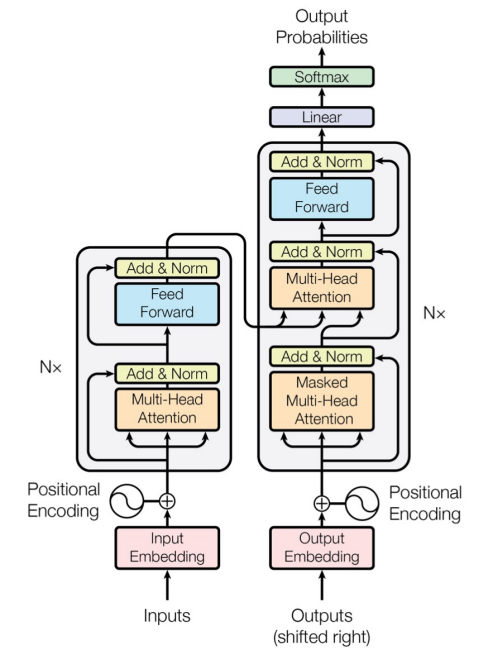 Output
Probabilities
Softmax
Linear
Add & Norm
Feed
Forward
Add & Norm
Multi-Head
Attention
Nx
Add & Norm
Masked
Multi-Head
Attention
Add & Norm
Feed
Forward
Nx
Add & Norm
Multi-Head
Attention
Positional
Encoding
Positional
Encoding
Input
Embedding
Output
Embedding
Inputs
Outputs
(shifted right)